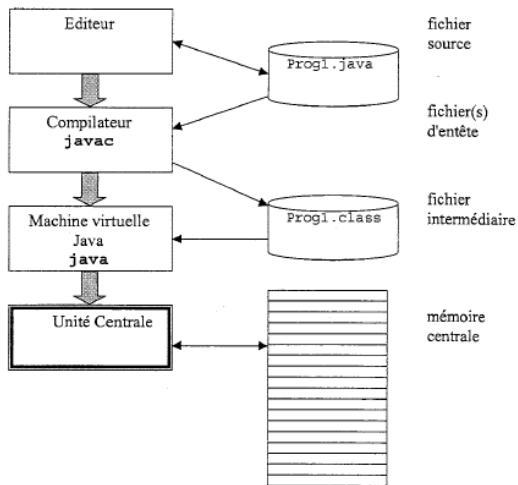 Editeur
fichier
source
Prog1.java
Compilateur
javac
fichier(s)
d'entête
Machine virtuelle
Java
java
Prog1.class
fichier
intermédiaire
Unité Centrale
mémoire
centrale